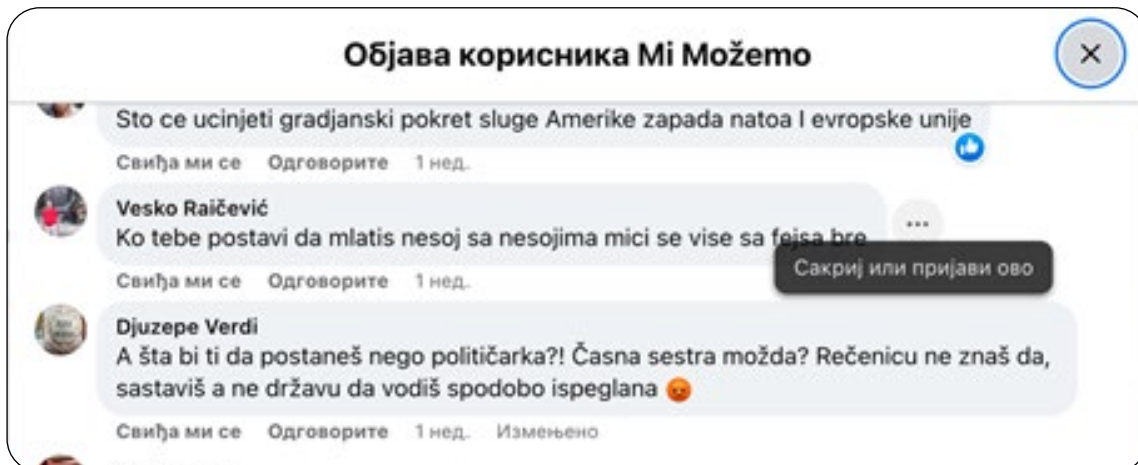 Објава корисника Mi Možemo
Sto ce ucinjeti gradjanski pokret sluge Amerike zapada natoa I evropske unije
Свиђа ми се Одговорите 1 нед.
Vesko Raičević
Ko tebe postavi da mlatis nesoj sa nesojima mici se vise sa fejsa bre
Сакриј или пријави ово
Свиђа ми се Одговорите 1 нед.
Djuzepe Verdi
A šta bi ti da postaneš nego političarka?! Časna sestra možda? Rečenicu ne znaš da,
sastaviš a ne državu da vodiš spodobo ispeglana 😡
Свиђа ми се Одговорите 1 нед. Измењено